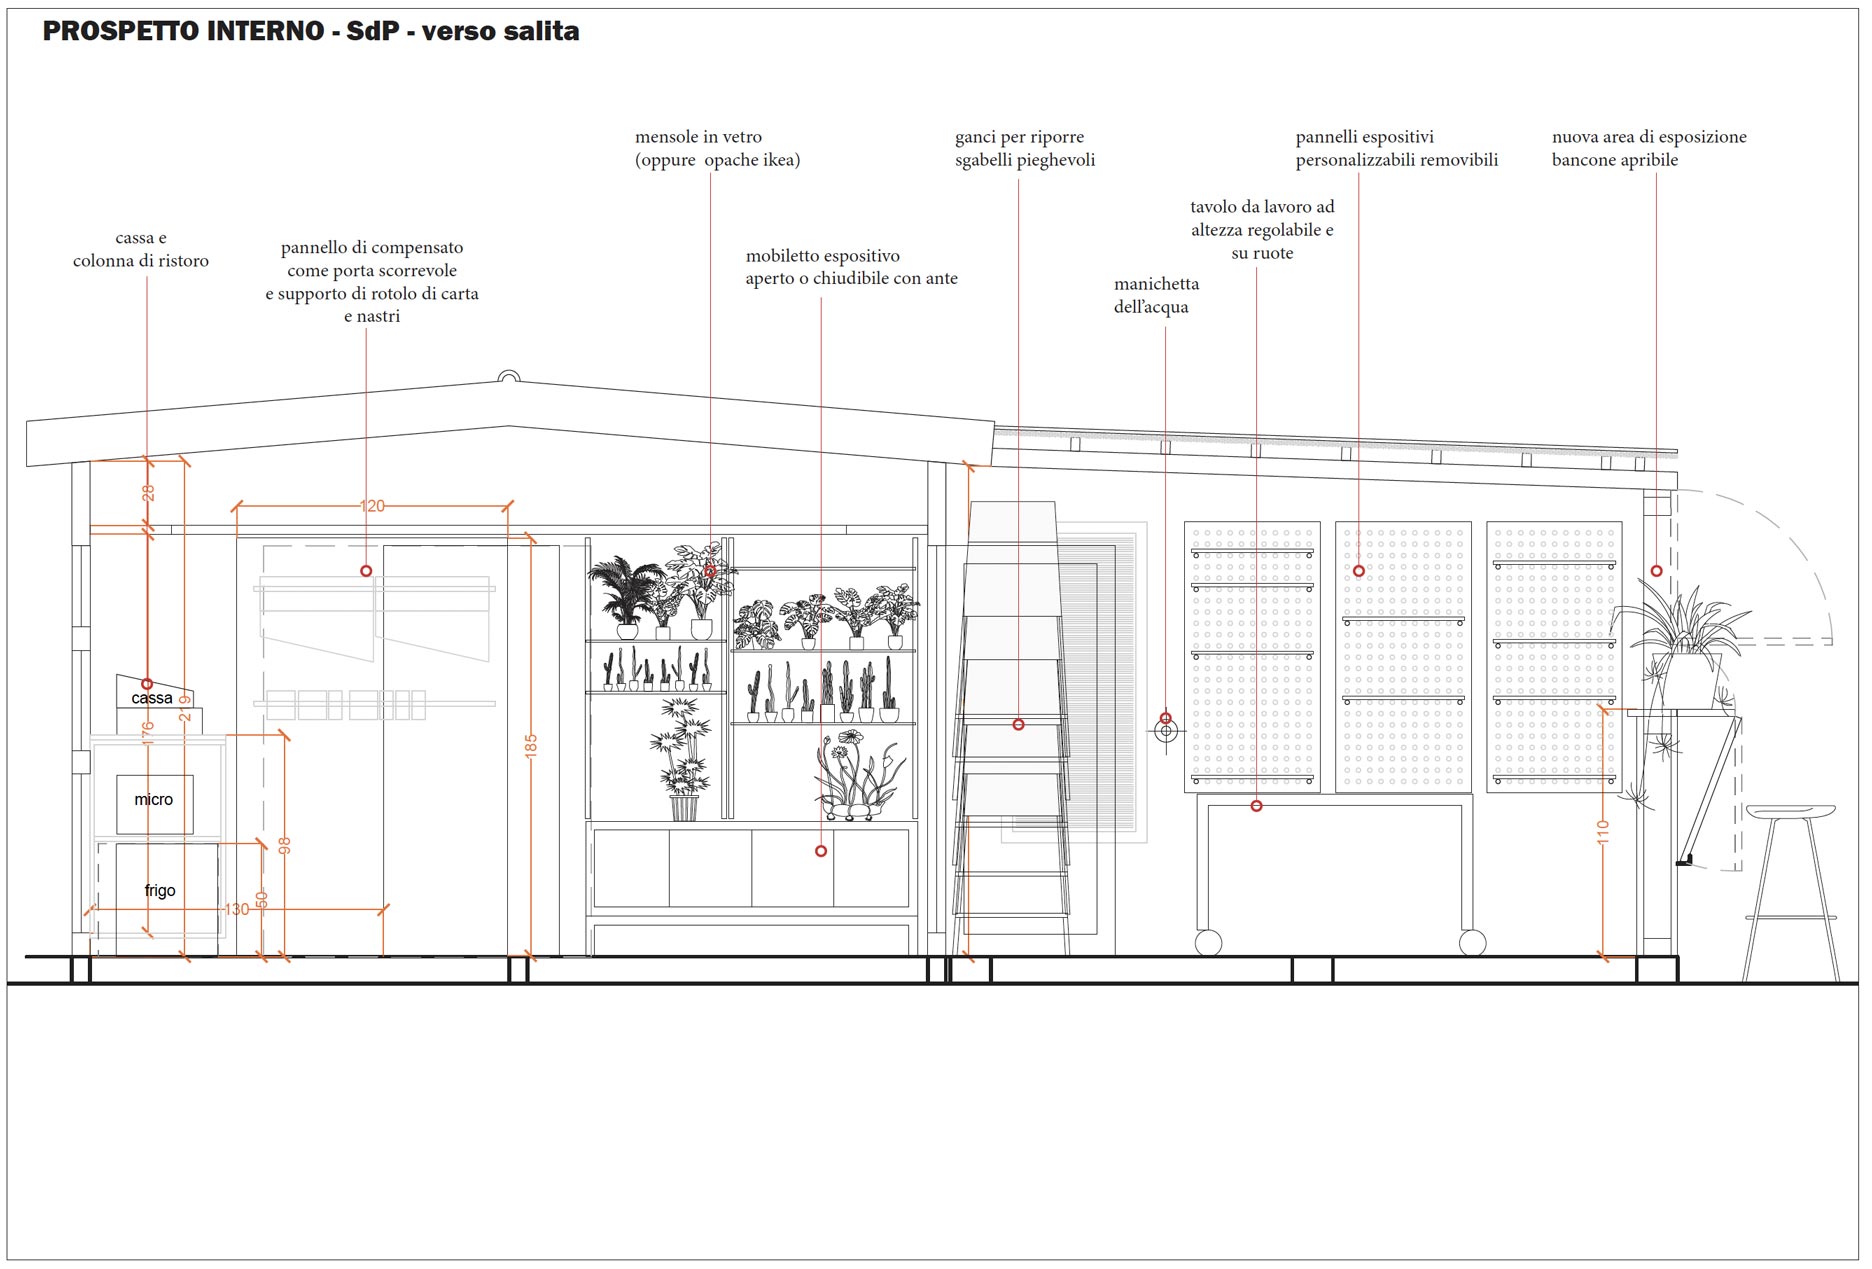 PROSPETTO INTERNO - SdP - verso salita
mensole in vetro
(oppure opache ikea)
ganci per riporre
sgabelli pieghevoli
pannelli espositivi
personalizzabili removibili
nuova area di esposizione
bancone apribile
tavolo da lavoro ad
altezza regolabile e
su ruote
cassa e
colonna di ristoro
pannello di compensato
come porta scorrevole
e supporto di rotolo di carta
e nastri
mobiletto espositivo
aperto o chiudibile con ante
manichetta
dell'acqua
28
120
cassa
219
176
185
micro
98
110
frigo
50
130